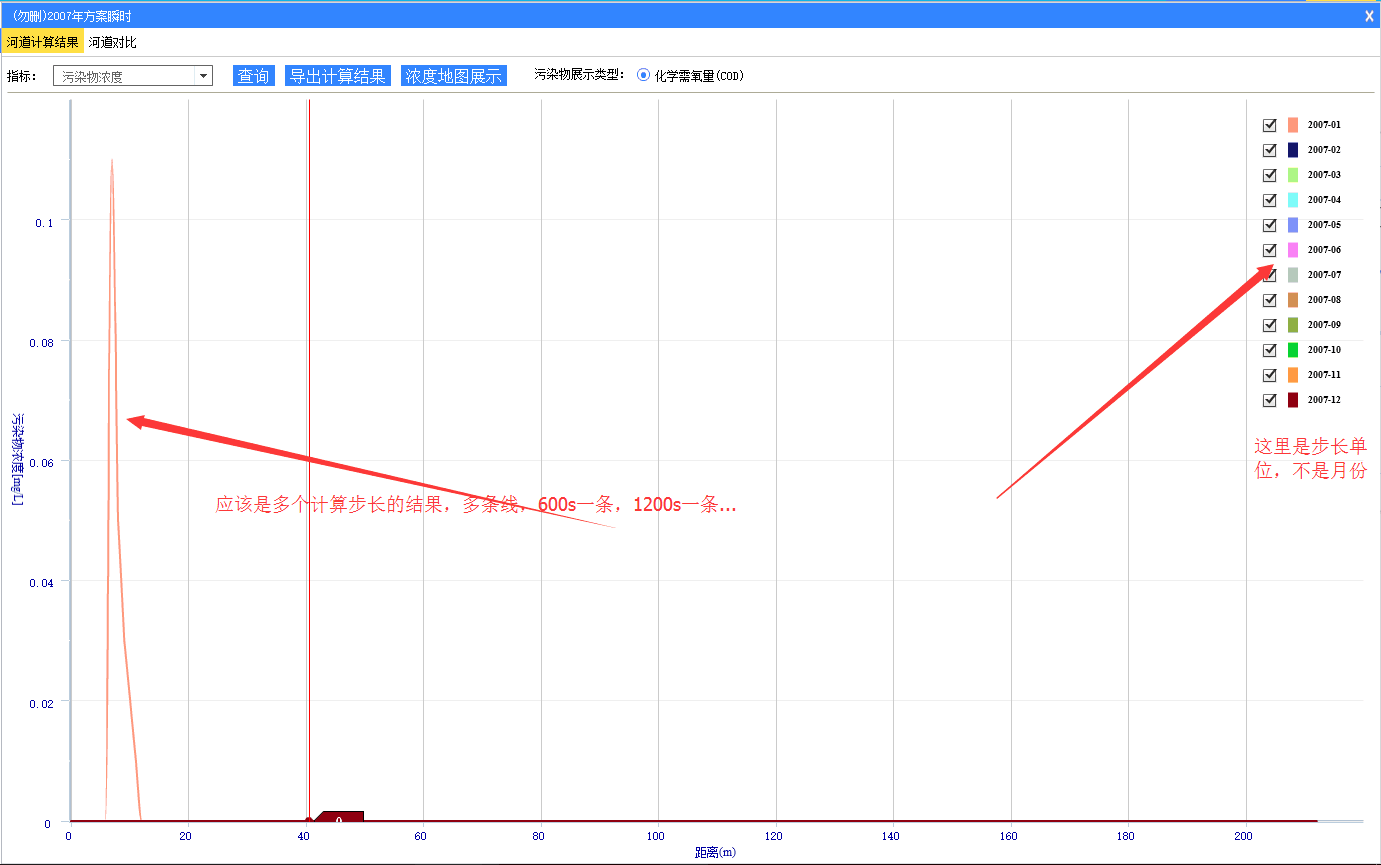 (勿删)2007年方案瞬时
X
河道计算结果 河道对比
指标： 污染物浓度 查询 导出计算结果 浓度地图展示 污染物展示类型： 化学需氧量(COD)
2007-01
2007-02
2007-03
2007-04
2007-05
2007-06
2007-07
2007-08
2007-09
2007-10
2007-11
2007-12
这里是步长单
位，不是月份
应该是多个计算步长的结果，多条线，600s一条，1200s一条...
污染物浓度[mg/L]
0.1
0.08
0.06
0.04
0.02
0
0
0 20 40 60 80 100 120 140 160 180 200
距离(m)